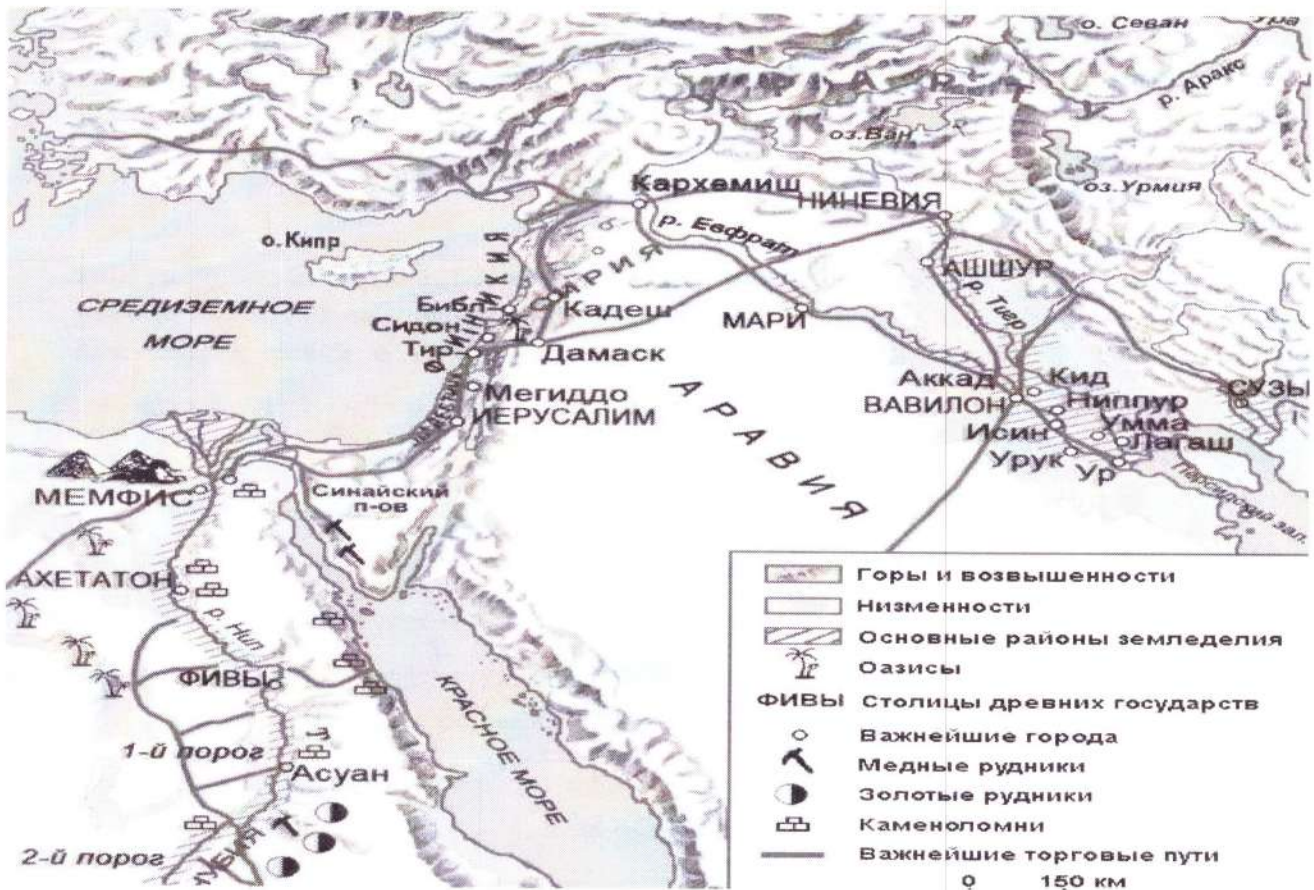 о. Севан
Ура
А Р Т
р. Аракс
оз. Ван
оз. Урмия
Кархемиш
НИНЕВИЯ
р. Евфрат
о. Кипр
АШШУР
СИРИЯ
р. Тигр
СРЕДИЗЕМНОЕ
МОРЕ
ФИНИКИЯ
Библ
Кадеш
МАРИ
Сидон
Тир
Дамаск
Аккад
Кид
СУЗЫ
ВАВИЛОН
Ниппур
Мегиддо
Исин
Умма
ИЕРУСАЛИМ
Лагаш
Урук
Ур
АРАВИЯ
Персидский зал.
МЕМФИС
Синайский
п-ов
АХЕТАТОН
р. Нил
ФИВЫ
КРАСНОЕ МОРЕ
1-й порог
Асуан
2-й порог
Горы и возвышенности
Низменности
Основные районы земледелия
Оазисы
ФИВЫ Столицы древних государств
Важнейшие города
Медные рудники
Золотые рудники
Каменоломни
Важнейшие торговые пути
0 150 км